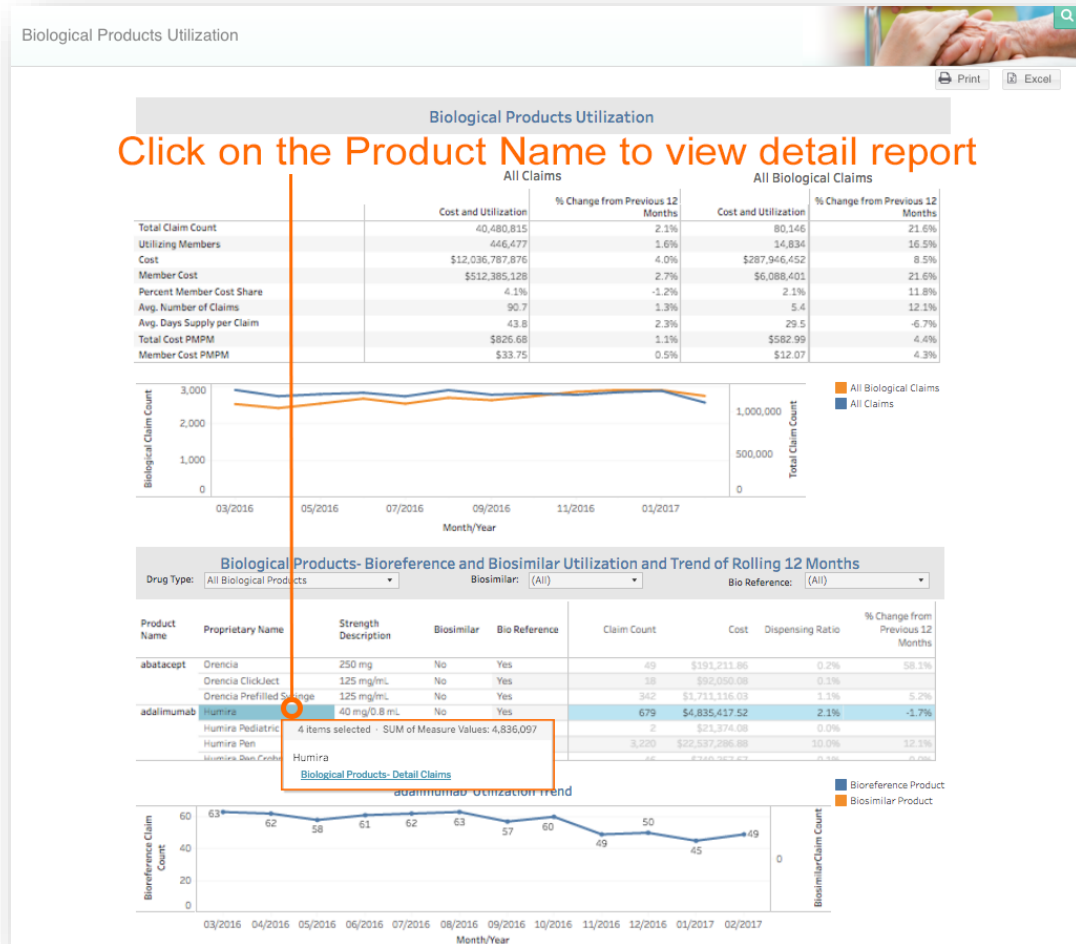 Biological Products Utilization
Print Excel
Biological Products Utilization
Click on the Product Name to view detail report
All Claims All Biological Claims
Cost and Utilization % Change from Previous 12 Months Cost and Utilization % Change from Previous 12 Months
Total Claim Count 40,480,815 2.1% 80,146 21.6%
Utilizing Members 446,477 1.6% 14,834 16.5%
Cost $12,036,787,876 4.0% $287,946,452 8.5%
Member Cost $512,385,128 2.7% $6,088,401 21.6%
Percent Member Cost Share 4.1% -1.2% 2.1% 11.8%
Avg. Number of Claims 90.7 1.3% 5.4 12.1%
Avg. Days Supply per Claim 43.8 2.3% 29.5 -6.7%
Total Cost PMPM $826.68 1.1% $582.99 4.4%
Member Cost PMPM $33.75 0.5% $12.07 4.3%
Biological Claim Count
3,000
2,000
1,000
0
1,000,000
500,000
0
Total Claim Count
All Biological Claims
All Claims
03/2016 05/2016 07/2016 09/2016 11/2016 01/2017
Month/Year
Biological Products- Bioreference and Biosimilar Utilization and Trend of Rolling 12 Months
Drug Type: All Biological Products Biosimilar: (All) Bio Reference: (All)
Product Name Proprietary Name Strength Description Biosimilar Bio Reference Claim Count Cost Dispensing Ratio % Change from Previous 12 Months
abatacept Orencia 250 mg No Yes 49 $191,211.86 0.2% 58.1%
Orencia ClickJect 125 mg/mL No Yes 18 $92,050.08 0.1%
Orencia Prefilled Syringe 125 mg/mL No Yes 342 $1,711,116.03 1.1% 5.2%
adalimumab Humira 40 mg/0.8 mL No Yes 679 $4,835,417.52 2.1% -1.7%
Humira Pediatric 2 $21,374.08 0.0%
Humira Pen 3,220 $22,537,286.88 10.0% 12.1%
Humira Pen
4 items selected · SUM of Measure Values: 4,836,097
Humira
Biological Products- Detail Claims
adalimumab Utilization Trend
Bioreference Product
Biosimilar Product
Bioreference Claim Count
60
40
20
0
63 62 58 61 62 63 57 60 49 50 45 49
0
BiosimilarClaim Count
03/2016 04/2016 05/2016 06/2016 07/2016 08/2016 09/2016 10/2016 11/2016 12/2016 01/2017 02/2017
Month/Year